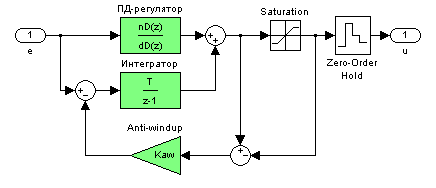 ПД-регулятор
nD(z)
dD(z)
Saturation
1
e
1
u
Zero-Order
Hold
Интегратор
T
z-1
Anti-windup
Kaw